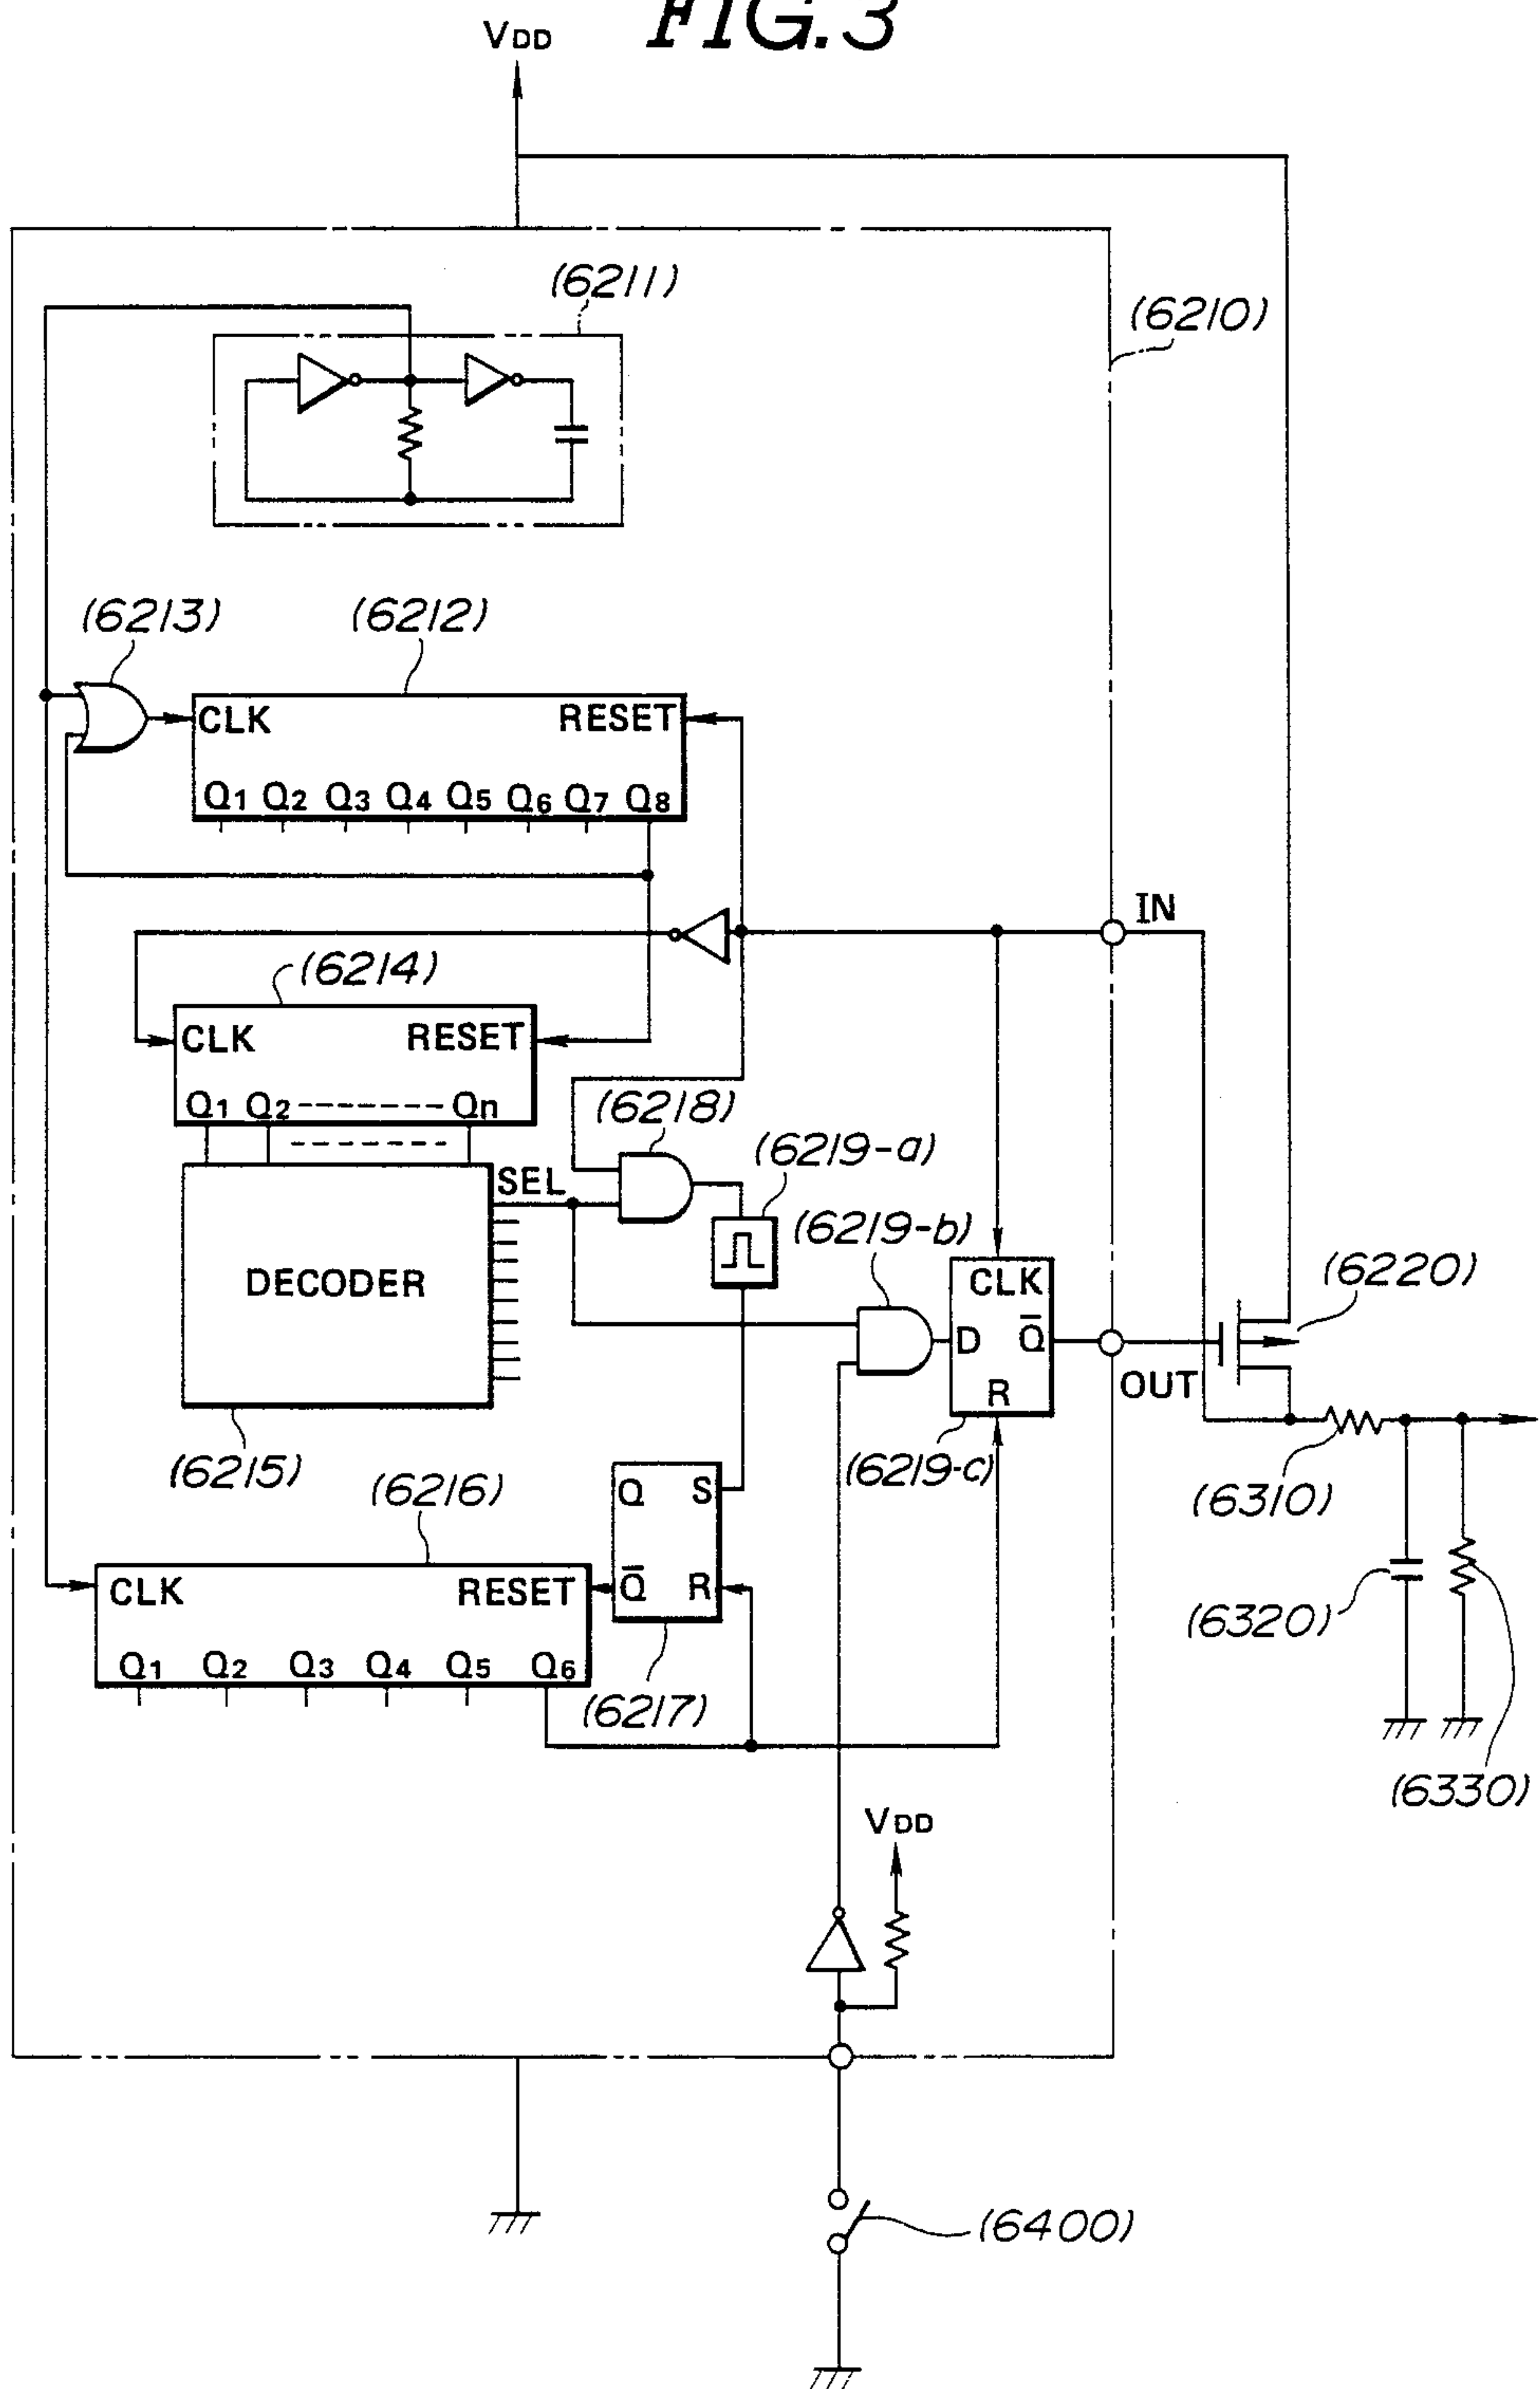 FIG. 3
VDD
(6211)
(6210)
(6213)
(6212)
CLK RESET
Q1 Q2 Q3 Q4 Q5 Q6 Q7 Q8
IN
(6214)
CLK RESET
Q1 Q2 Qn
(6218)
(6219-a)
SEL
(6219-b)
DECODER
CLK
(6220)
D Q̅
R
OUT
(6215)
(6219-c)
(6216)
Q S
(6310)
CLK RESET
Q̅ R
(6320)
Q1 Q2 Q3 Q4 Q5 Q6
(6217)
(6330)
VDD
(6400)